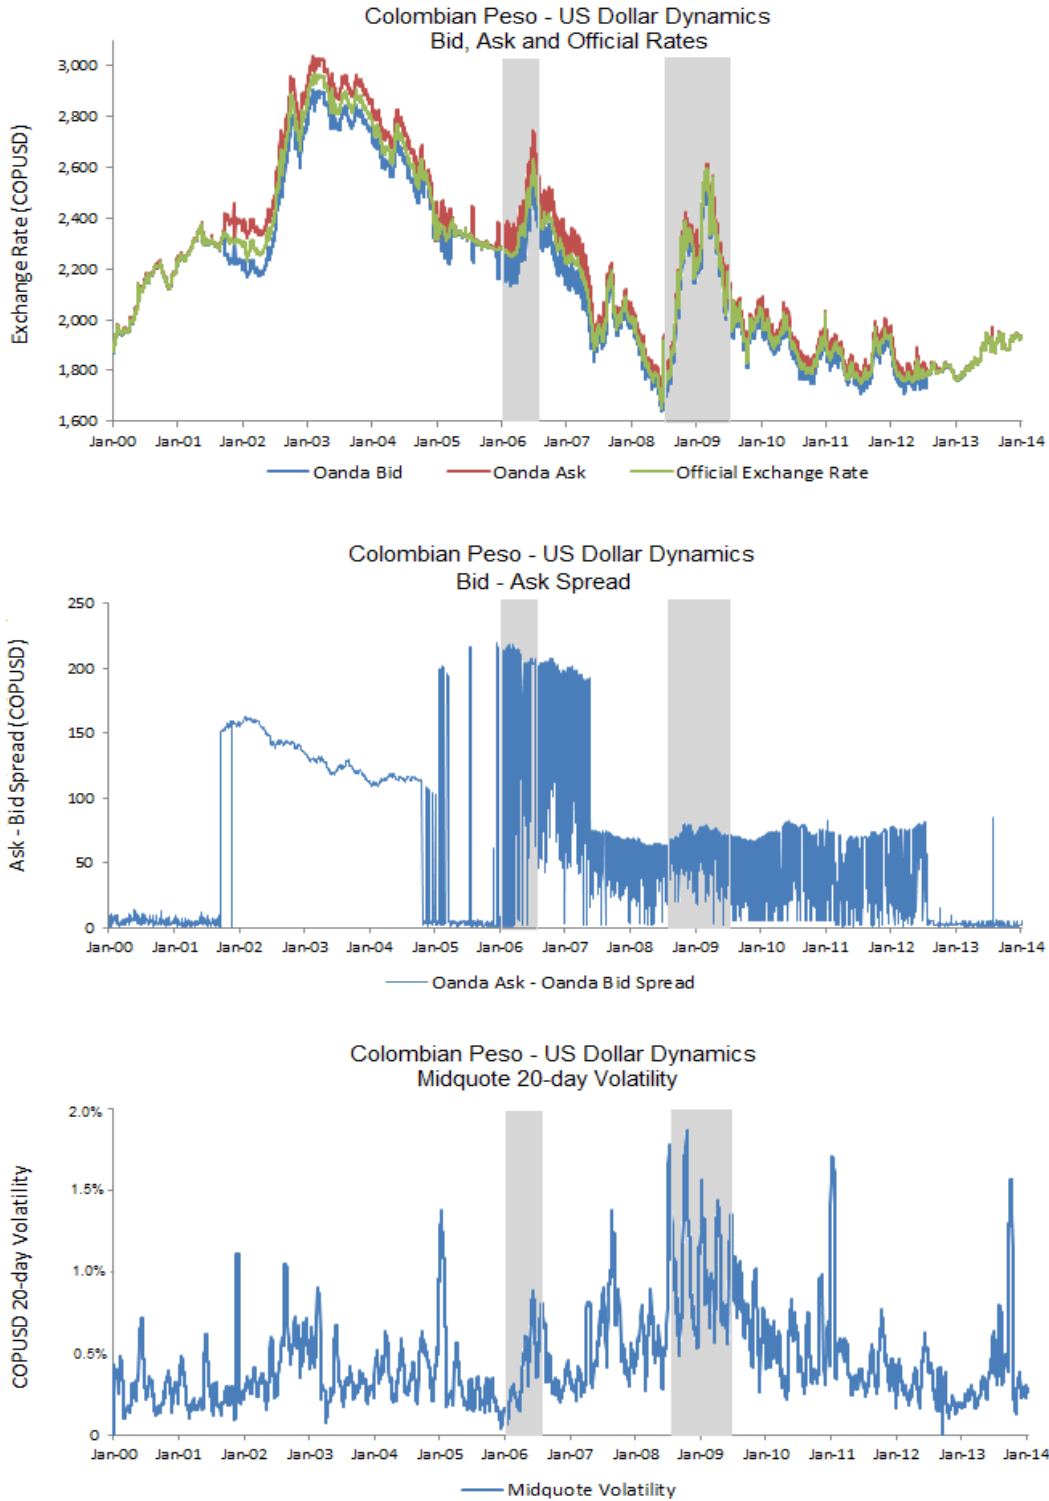 Colombian Peso - US Dollar Dynamics
Bid, Ask and Official Rates
Exchange Rate (COPUSD)
3,000
2,800
2,600
2,400
2,200
2,000
1,800
1,600
Jan-00 Jan-01 Jan-02 Jan-03 Jan-04 Jan-05 Jan-06 Jan-07 Jan-08 Jan-09 Jan-10 Jan-11 Jan-12 Jan-13 Jan-14
Oanda Bid Oanda Ask Official Exchange Rate
Colombian Peso - US Dollar Dynamics
Bid - Ask Spread
Ask - Bid Spread (COPUSD)
250
200
150
100
50
0
Jan-00 Jan-01 Jan-02 Jan-03 Jan-04 Jan-05 Jan-06 Jan-07 Jan-08 Jan-09 Jan-10 Jan-11 Jan-12 Jan-13 Jan-14
Oanda Ask - Oanda Bid Spread
Colombian Peso - US Dollar Dynamics
Midquote 20-day Volatility
COPUSD 20-day Volatility
2.0%
1.5%
1.0%
0.5%
0
Jan-00 Jan-01 Jan-02 Jan-03 Jan-04 Jan-05 Jan-06 Jan-07 Jan-08 Jan-09 Jan-10 Jan-11 Jan-12 Jan-13 Jan-14
Midquote Volatility